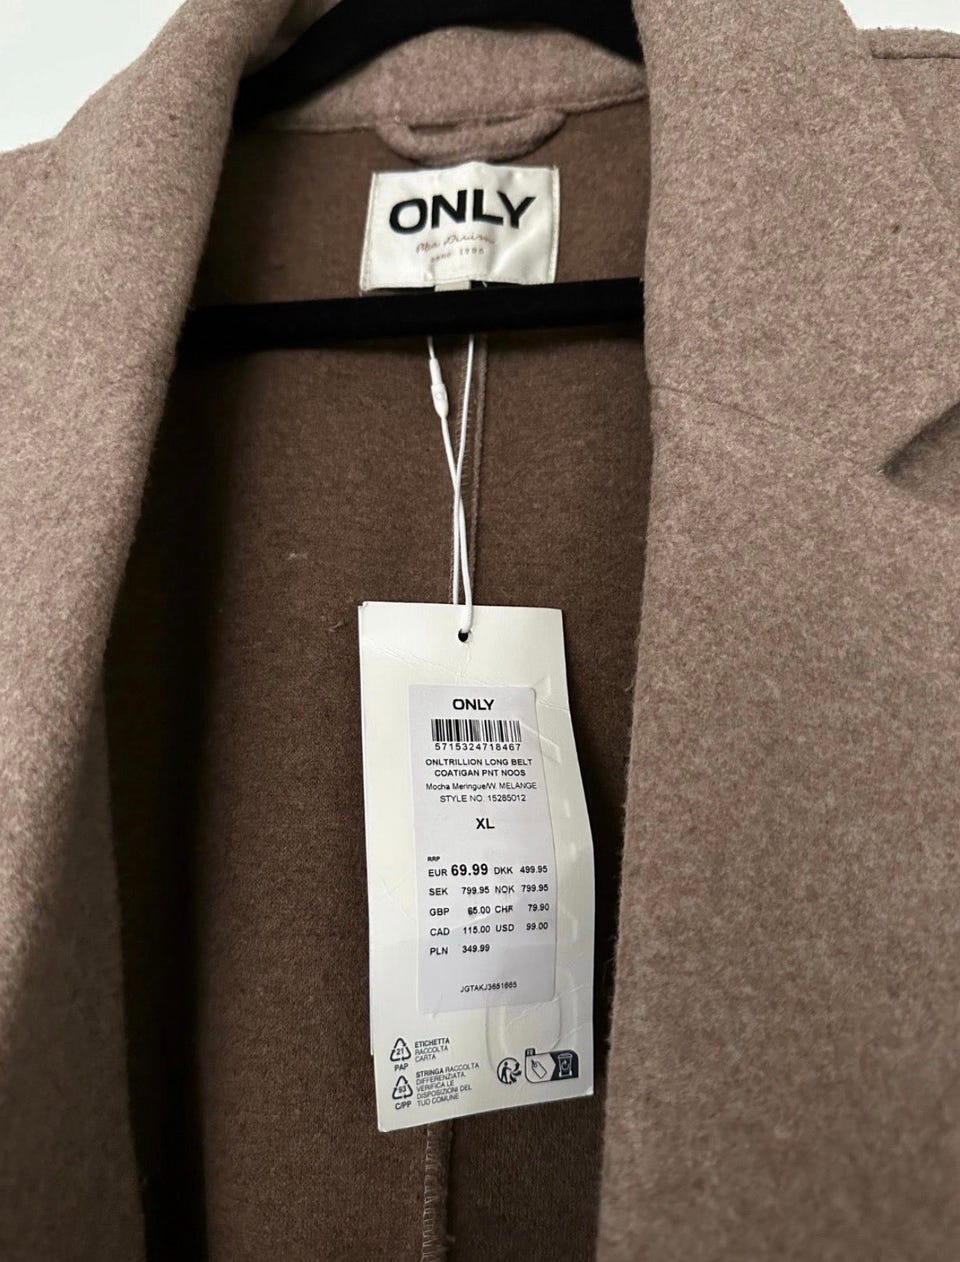 ONLY
1996
ONLY
5715324718467
ONLTRILLION LONG BELT
COATIGAN PNT NOOS
Mocha Meringue/W. MELANGE
STYLE NO. 15285012
XL
RRP
EUR 69.99 DKK 499.95
SEK 799.95 NOK 799.95
GBP 65.00 CHF 79.90
CAD 115.00 USD 99.00
PLN 349.99
JGTAKJ3651665
21
PAP
ETICHETTA
RACCOLTA
CARTA
93
C/PP
STRINGA RACCOLTA
DIFFERENZIATA.
VERIFICA LE
DISPOSIZIONI DEL
TUO COMUNE
FR